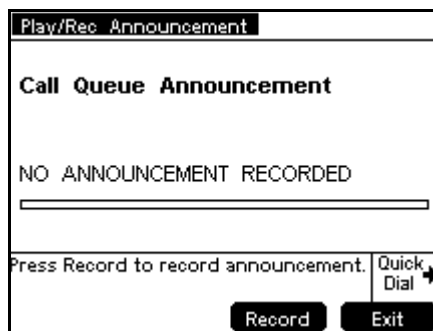 Play/Rec Announcement
Call Queue Announcement
NO ANNOUNCEMENT RECORDED
Press Record to record announcement.
Quick
Dial
Record Exit